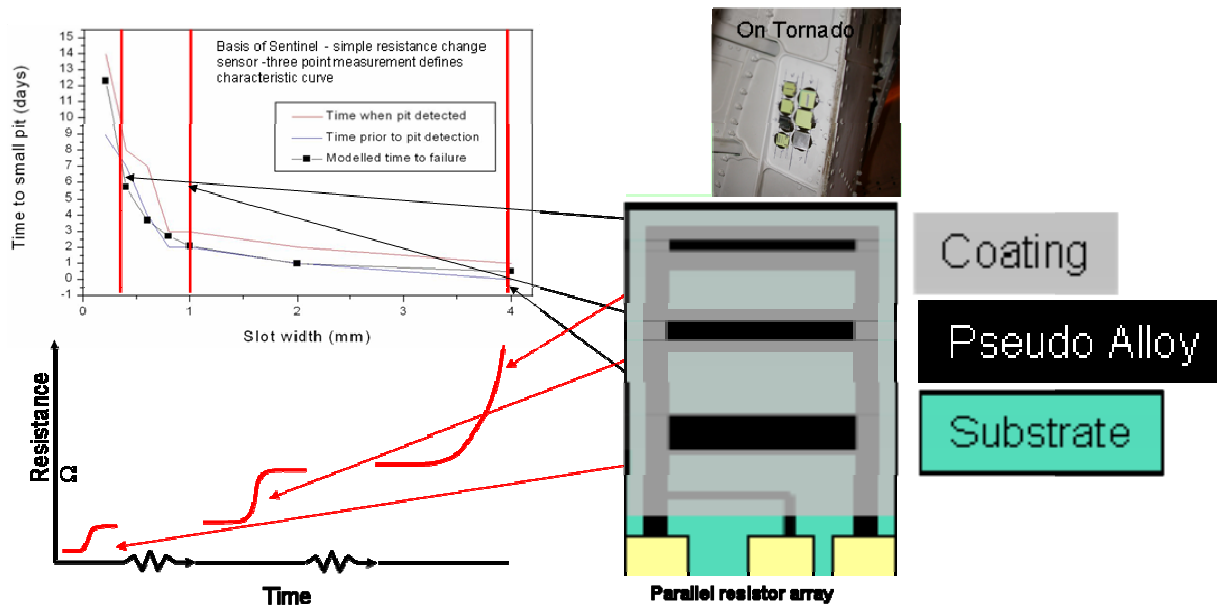 15
14
13
12
11
10
9
8
7
6
5
4
3
2
1
0
-1
Time to small pit (days)
Basis of Sentinel - simple resistance change
sensor -three point measurement defines
characteristic curve
Time when pit detected
Time prior to pit detection
Modelled time to failure
0 1 2 3 4
Slot width (mm)
On Tornado
Coating
Pseudo Alloy
Substrate
Resistance
Ω
Time
Parallel resistor array